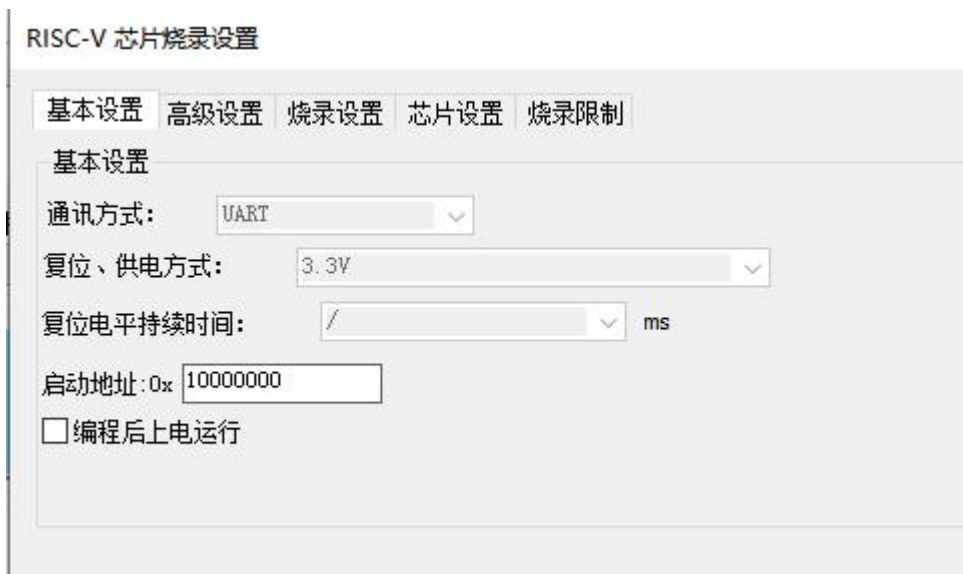 RISC-V 芯片烧录设置
基本设置 高级设置 烧录设置 芯片设置 烧录限制
基本设置
通讯方式： UART
复位、供电方式： 3.3V
复位电平持续时间： / ms
启动地址:0x 10000000
编程后上电运行